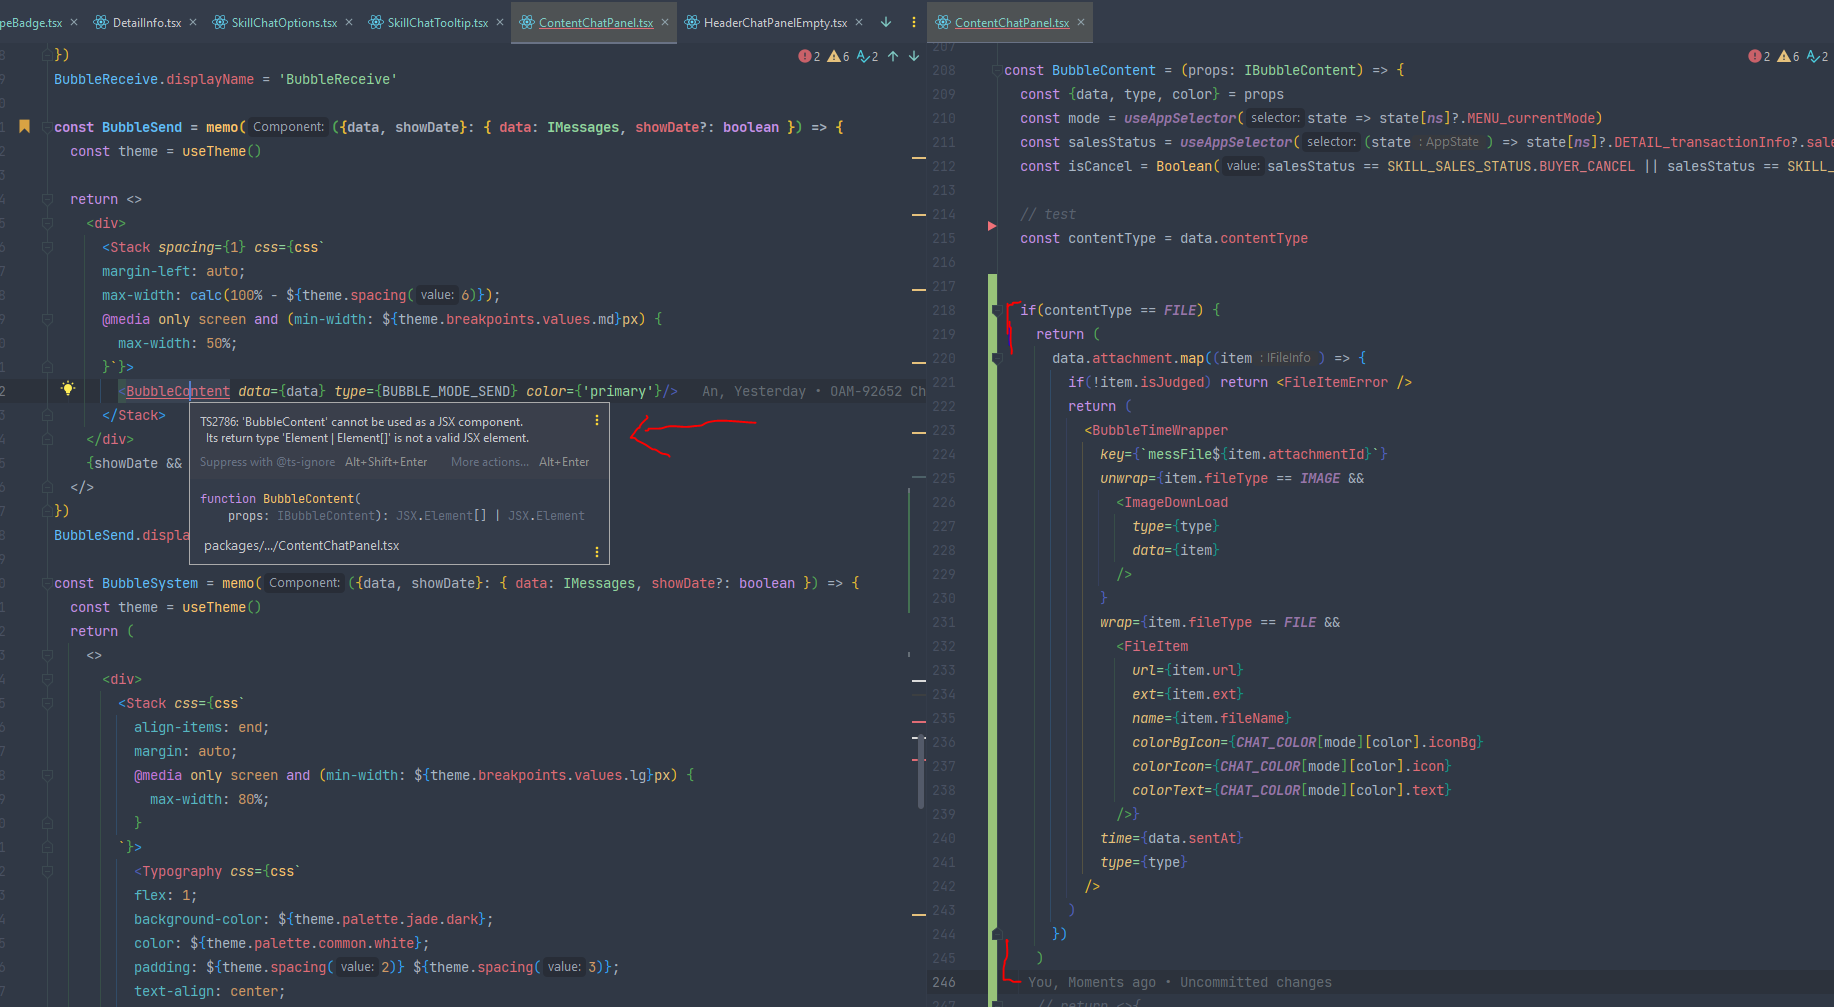 peBadge.tsx × DetailInfo.tsx × SkillChatOptions.tsx × SkillChatTooltip.tsx × ContentChatPanel.tsx × HeaderChatPanelEmpty.tsx ×
})
BubbleReceive.displayName = 'BubbleReceive'
2 6 2
const BubbleSend = memo( Component: ({data, showDate}: { data: IMessages, showDate?: boolean }) => {
const theme = useTheme()
return <>
<div>
<Stack spacing={1} css={css`
margin-left: auto;
max-width: calc(100% - ${theme.spacing( value: 6)});
@media only screen and (min-width: ${theme.breakpoints.values.md}px) {
max-width: 50%;
}`}>
<BubbleContent data={data} type={BUBBLE_MODE_SEND} color={'primary'}/> An, Yesterday • OAM-92652 Ch
</Stack>
</div>
{showDate &&
</>
})
BubbleSend.displa
TS2786: 'BubbleContent' cannot be used as a JSX component.
Its return type 'Element | Element[]' is not a valid JSX element.
Suppress with @ts-ignore Alt+Shift+Enter More actions... Alt+Enter
function BubbleContent(
props: IBubbleContent): JSX.Element[] | JSX.Element
packages/.../ContentChatPanel.tsx
const BubbleSystem = memo( Component: ({data, showDate}: { data: IMessages, showDate?: boolean }) => {
const theme = useTheme()
return (
<>
<div>
<Stack css={css`
align-items: end;
margin: auto;
@media only screen and (min-width: ${theme.breakpoints.values.lg}px) {
max-width: 80%;
}
`}>
<Typography css={css`
flex: 1;
background-color: ${theme.palette.jade.dark};
color: ${theme.palette.common.white};
padding: ${theme.spacing( value: 2)} ${theme.spacing( value: 3)};
text-align: center;
ContentChatPanel.tsx ×
2 6 2
207
208 const BubbleContent = (props: IBubbleContent) => {
209 const {data, type, color} = props
210 const mode = useAppSelector( selector: state => state[ns]?.MENU_currentMode)
211 const salesStatus = useAppSelector( selector: (state : AppState ) => state[ns]?.DETAIL_transactionInfo?.sale
212 const isCancel = Boolean( value: salesStatus == SKILL_SALES_STATUS.BUYER_CANCEL || salesStatus == SKILL_
213
214 // test
215 const contentType = data.contentType
216
217
218 if(contentType == FILE) {
219 return (
220 data.attachment.map((item : IFileInfo ) => {
221 if(!item.isJudged) return <FileItemError />
222 return (
223 <BubbleTimeWrapper
224 key={`messFile${item.attachmentId}`}
225 unwrap={item.fileType == IMAGE &&
226 <ImageDownLoad
227 type={type}
228 data={item}
229 />
230 }
231 wrap={item.fileType == FILE &&
232 <FileItem
233 url={item.url}
234 ext={item.ext}
235 name={item.fileName}
236 colorBgIcon={CHAT_COLOR[mode][color].iconBg}
237 colorIcon={CHAT_COLOR[mode][color].icon}
238 colorText={CHAT_COLOR[mode][color].text}
239 />}
240 time={data.sentAt}
241 type={type}
242 />
243 )
244 })
245 )
246 You, Moments ago • Uncommitted changes
247 // return <>{